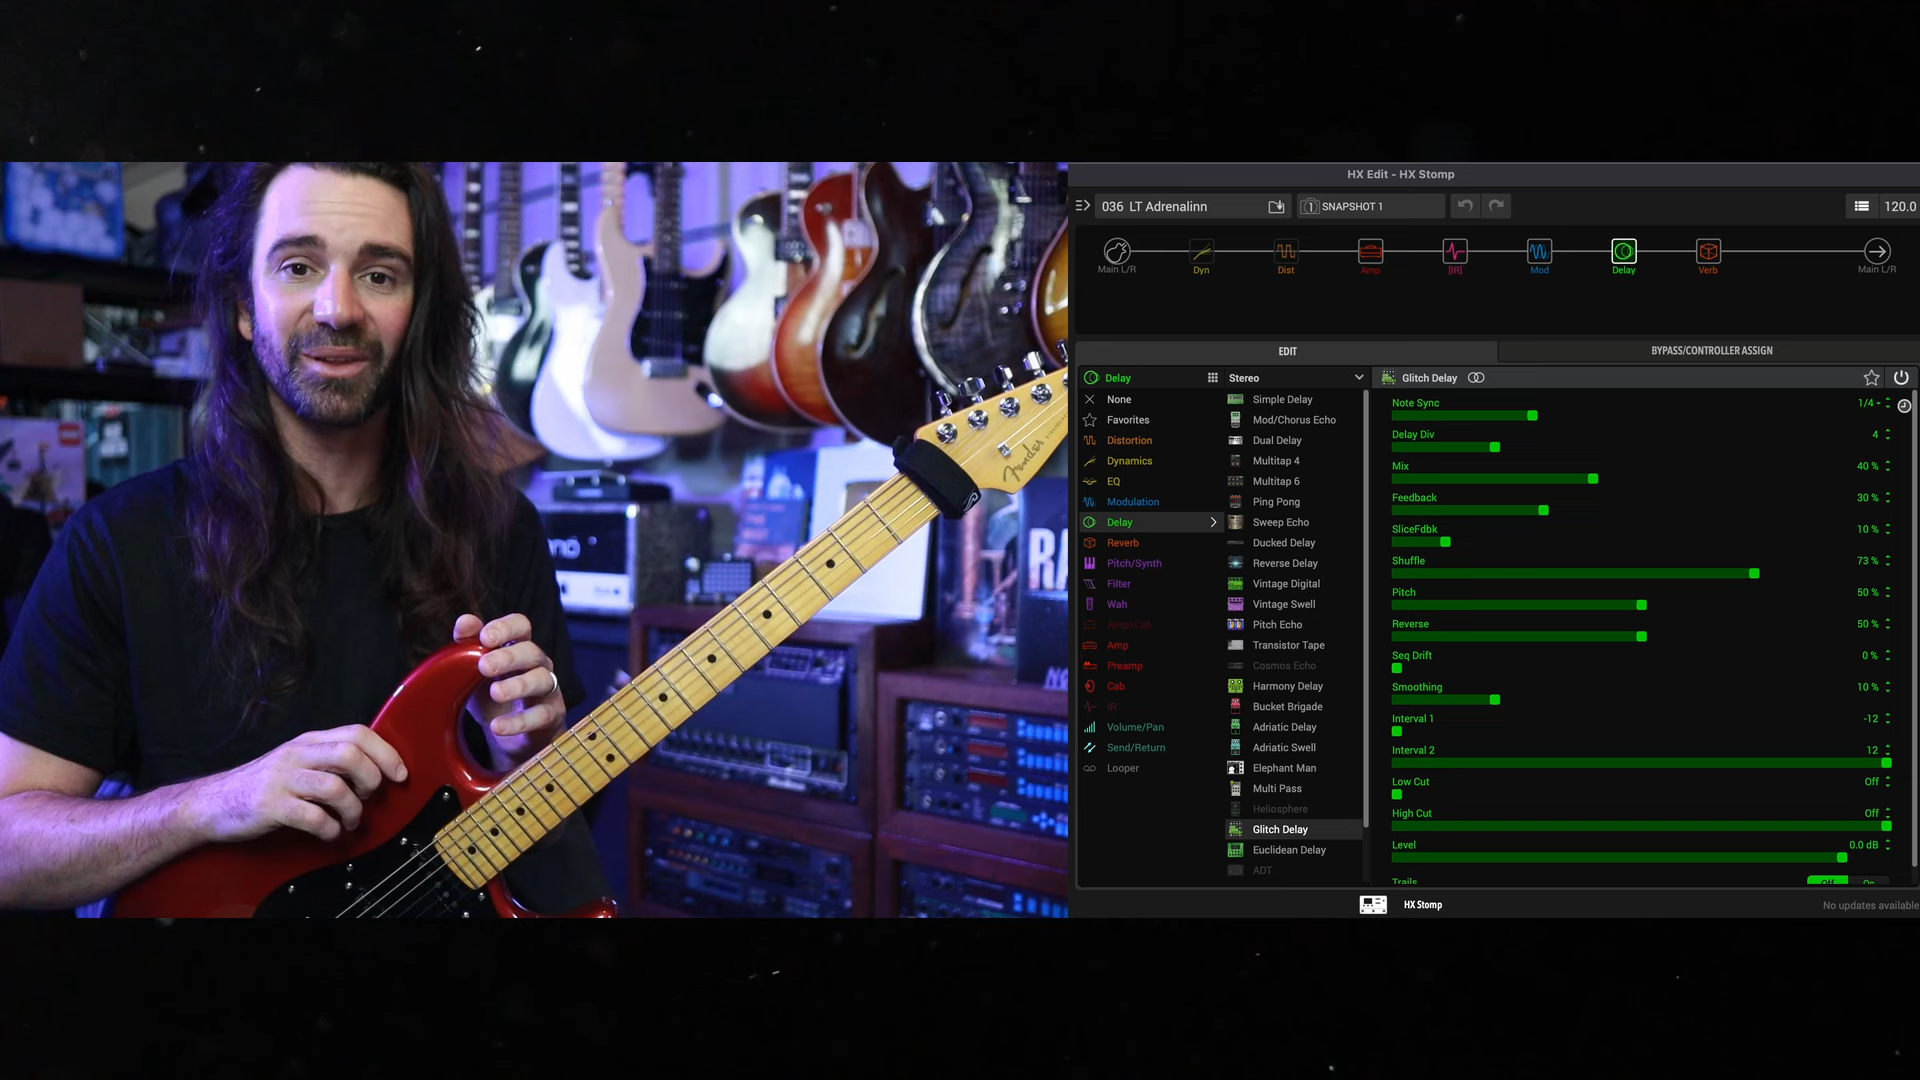 Fender
HX Edit - HX Stomp
036 LT Adrenalinn
1 SNAPSHOT 1
120.0
Main L/R
Dyn
Dist
Amp
[IR]
Mod
Delay
Verb
Main L/R
EDIT
BYPASS/CONTROLLER ASSIGN
Delay
None
Favorites
Distortion
Dynamics
EQ
Modulation
Delay
Reverb
Pitch/Synth
Filter
Wah
Amp+Cab
Amp
Preamp
Cab
IR
Volume/Pan
Send/Return
Looper
Stereo
Simple Delay
Mod/Chorus Echo
Dual Delay
Multitap 4
Multitap 6
Ping Pong
Sweep Echo
Ducked Delay
Reverse Delay
Vintage Digital
Vintage Swell
Pitch Echo
Transistor Tape
Cosmos Echo
Harmony Delay
Bucket Brigade
Adriatic Delay
Adriatic Swell
Elephant Man
Multi Pass
Heliosphere
Glitch Delay
Euclidean Delay
ADT
Glitch Delay
Note Sync 1/4
Delay Div 4
Mix 40 %
Feedback 30 %
SliceFdbk 10 %
Shuffle 73 %
Pitch 50 %
Reverse 50 %
Seq Drift 0 %
Smoothing 10 %
Interval 1 -12
Interval 2 12
Low Cut Off
High Cut Off
Level 0.0 dB
Trails Off On
HX Stomp
No updates available